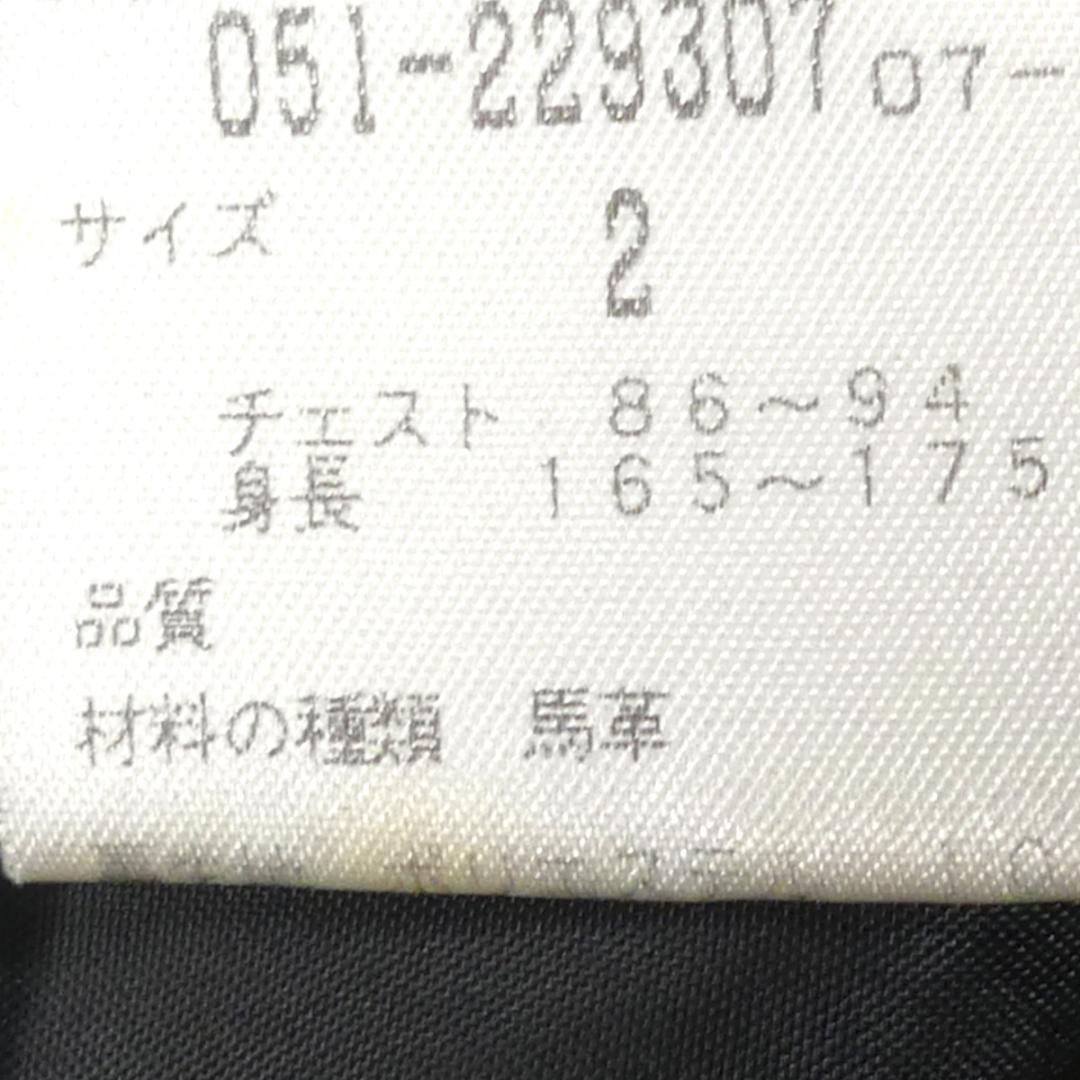 051-229307 07-
サイズ 2
チェスト 86～94
身長 165～175
品質
材料の種類 馬革